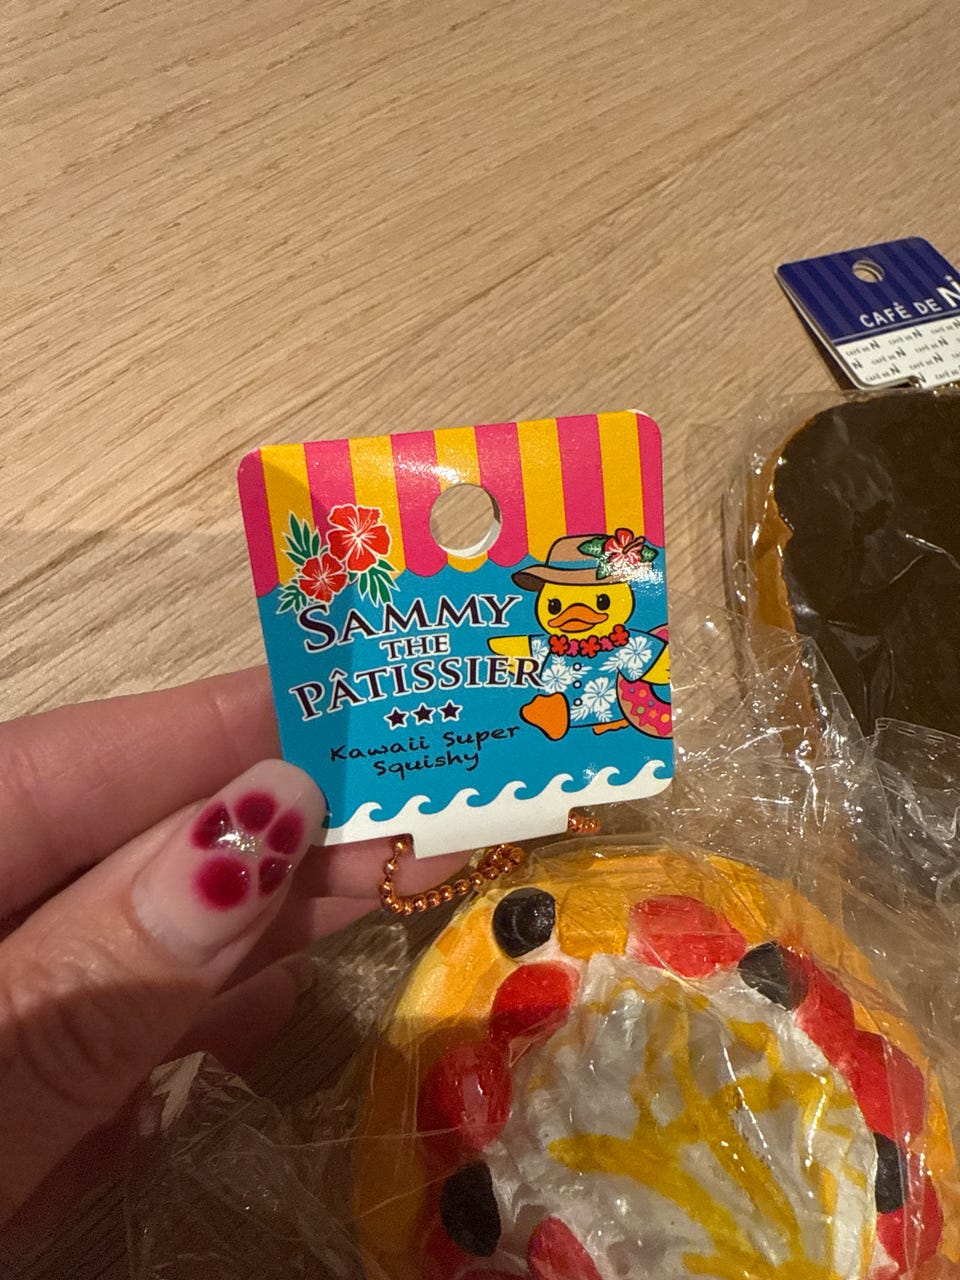 SAMMY
THE
PÂTISSIER
Kawaii Super
Squishy
CAFÉ DE N